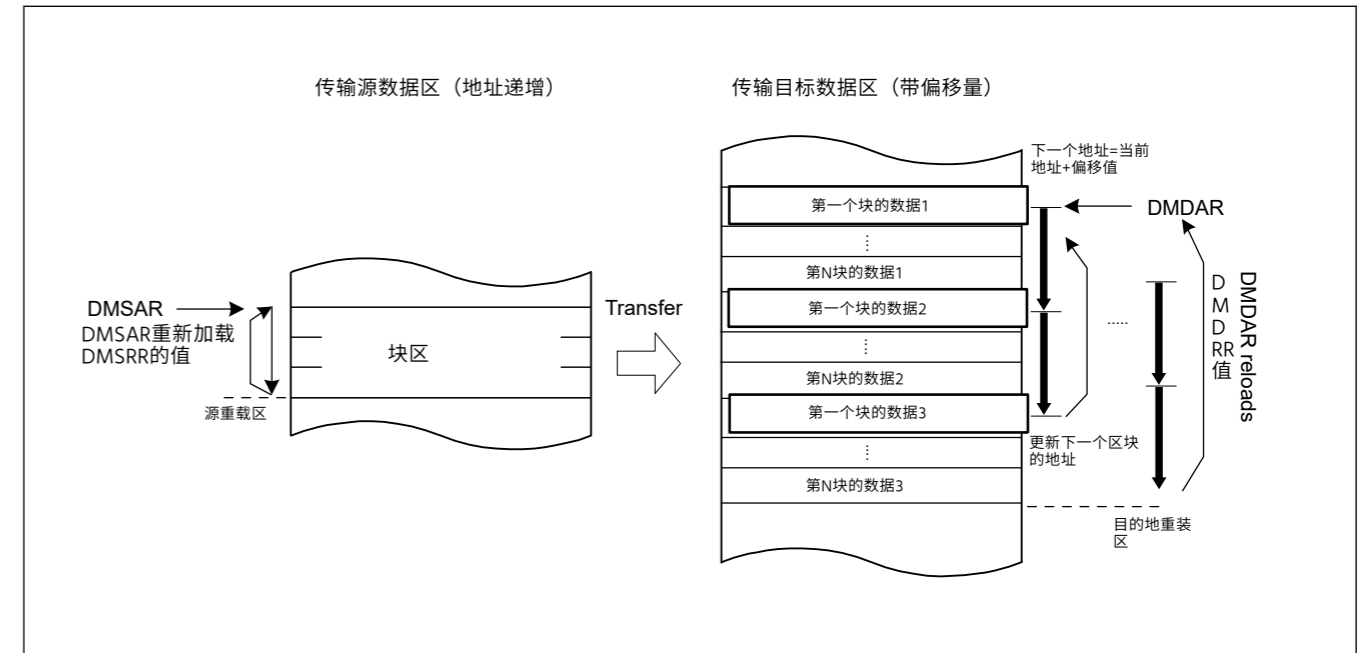 传输源数据区（地址递增）
传输目标数据区（带偏移量）
下一个地址=当前
地址+偏移值
第一个块的数据1
DMDAR
第N块的数据1
DMSAR
DMSAR重新加载
DMSRR的值
块区
源重载区
Transfer
第一个块的数据2
第N块的数据2
第一个块的数据3
更新下一个区块
的地址
第N块的数据3
.....
D
M
D
RR
值
DMDAR reloads
目的地重装
区